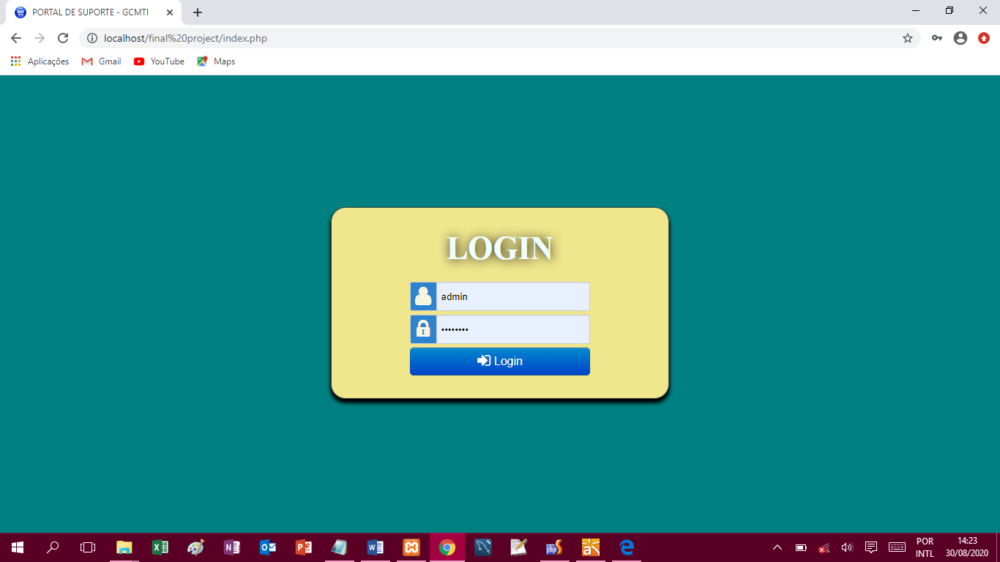 PORTAL DE SUPORTE - GCMTI
localhost/final%20project/index.php
Aplicações Gmail YouTube Maps
LOGIN
admin
••••••••
Login
POR
INTL
14:23
30/08/2020